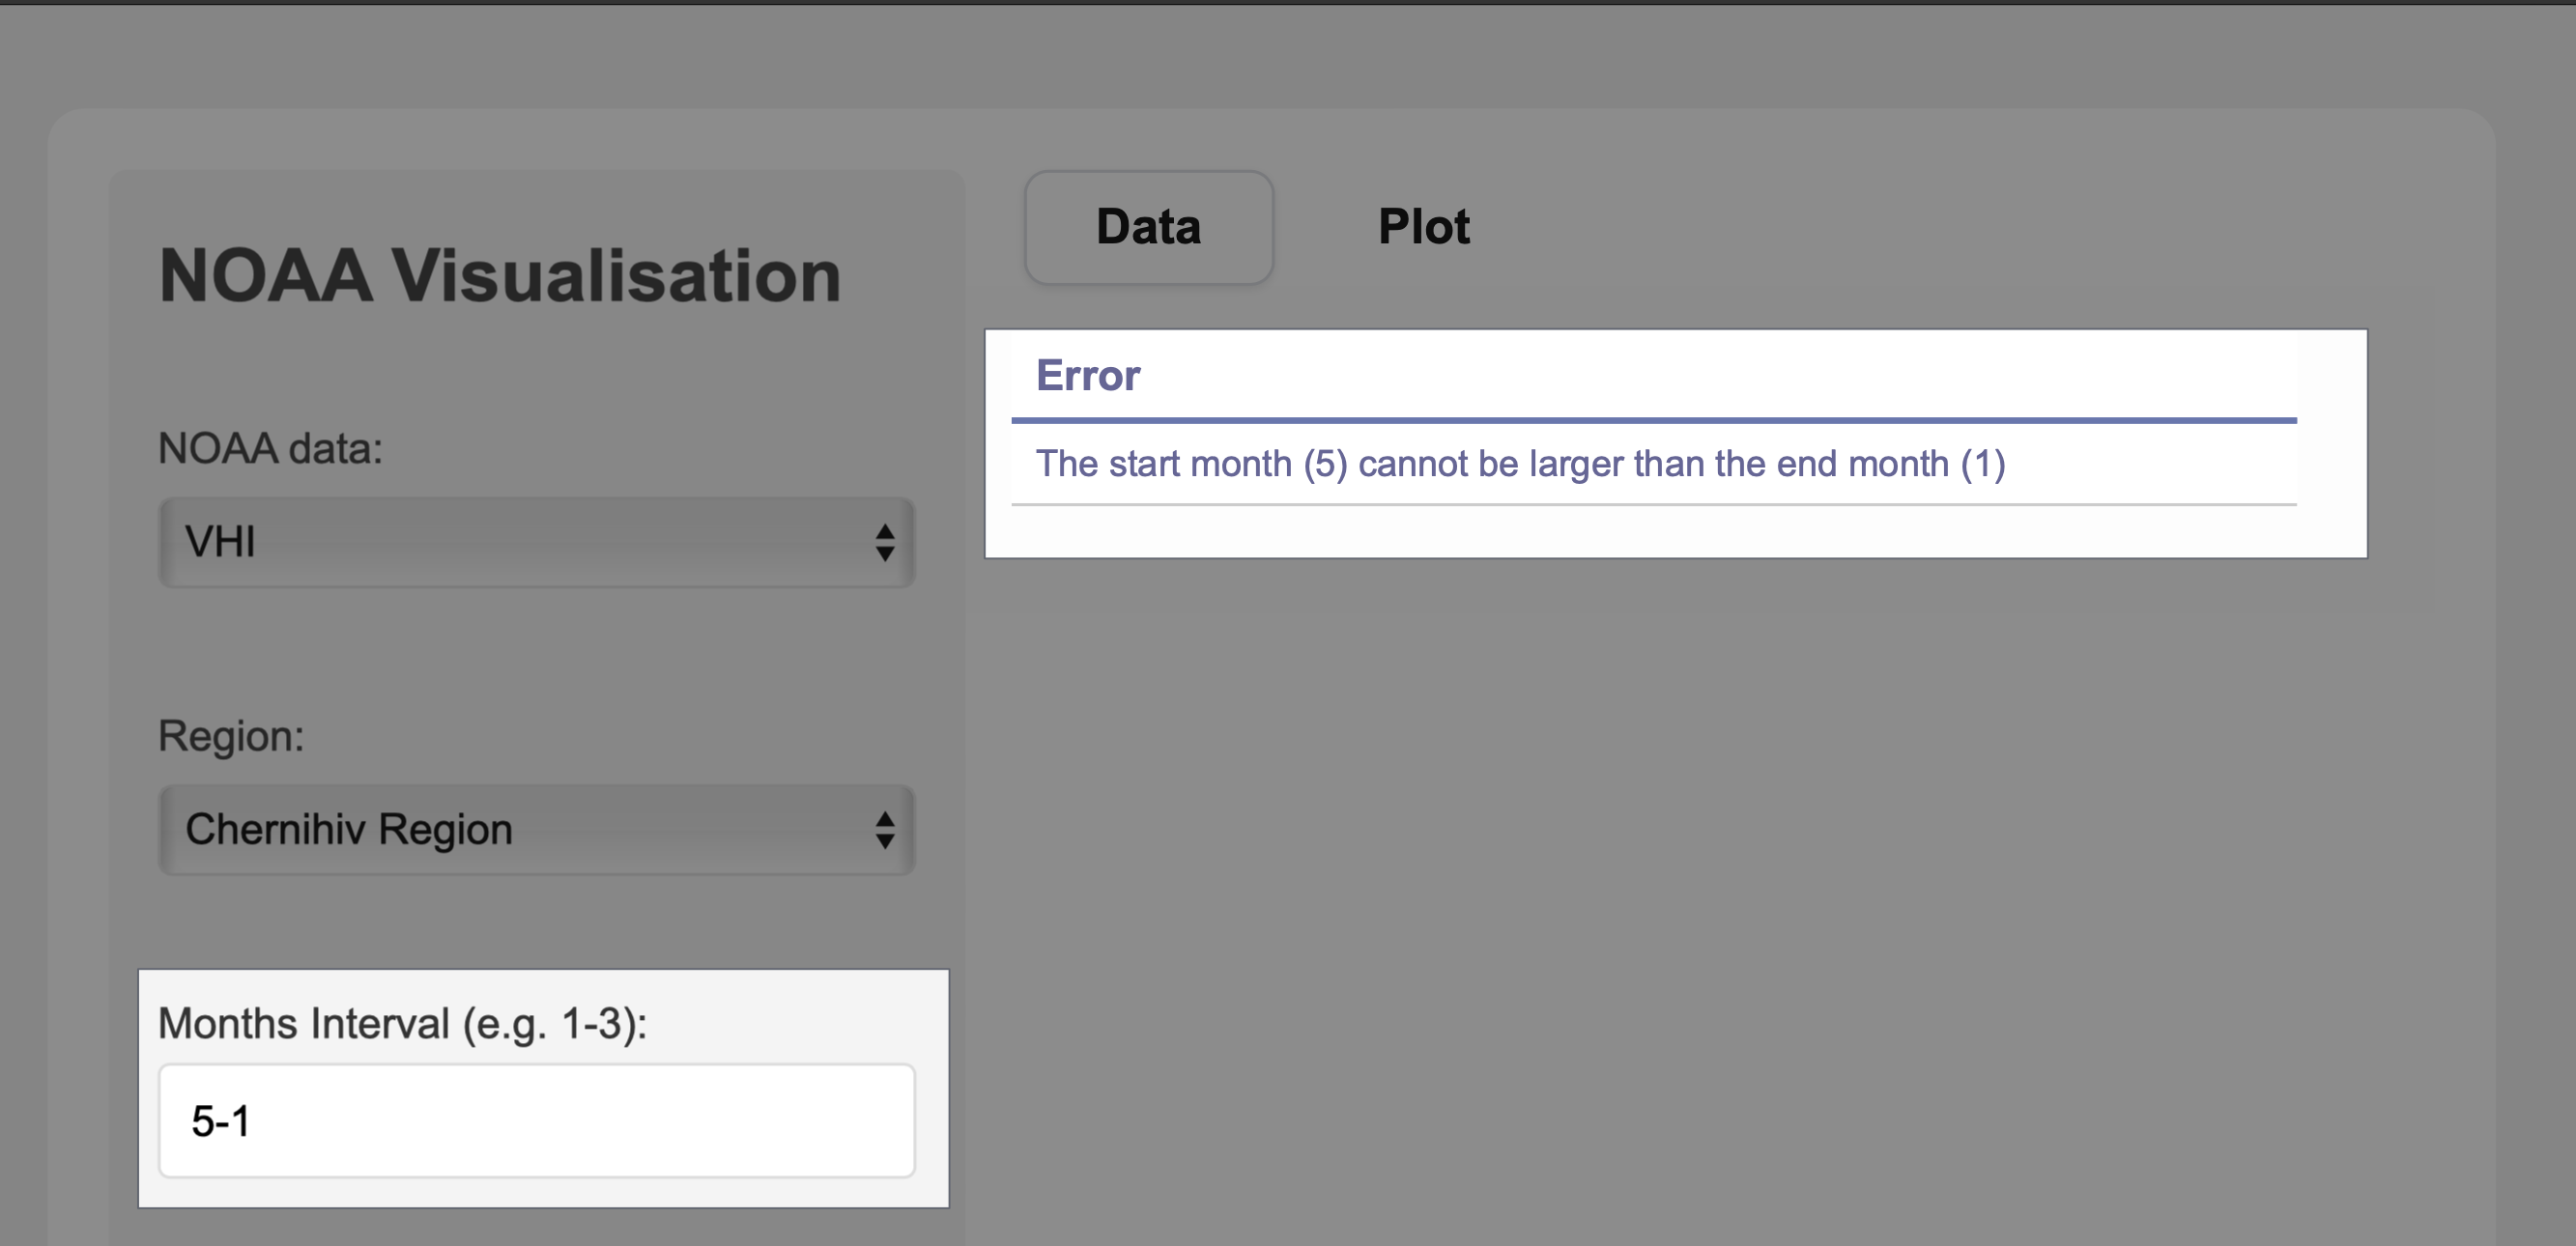 NOAA Visualisation
NOAA data:
VHI
Region:
Chernihiv Region
Months Interval (e.g. 1-3):
5-1
Data
Plot
Error
The start month (5) cannot be larger than the end month (1)